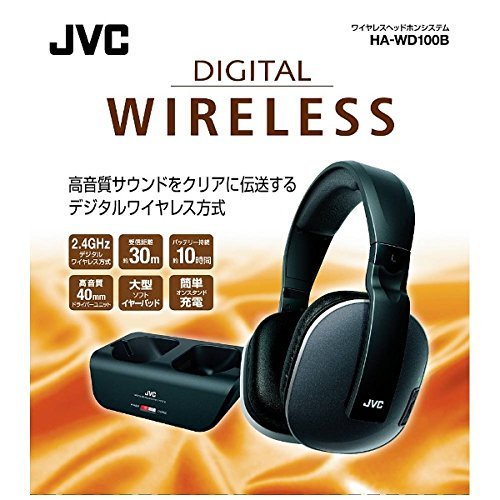 JVC
ワイヤレスヘッドホンシステム
HA-WD100B
DIGITAL
WIRELESS
高音質サウンドをクリアに伝送する
デジタルワイヤレス方式
2.4GHz
デジタル
ワイヤレス方式
受信距離
約30m
バッテリー持続
約10時間
高音質
40mm
ドライバーユニット
大型
ソフト
イヤーパッド
簡単
オンスタンド
充電
L
JVC
JVC